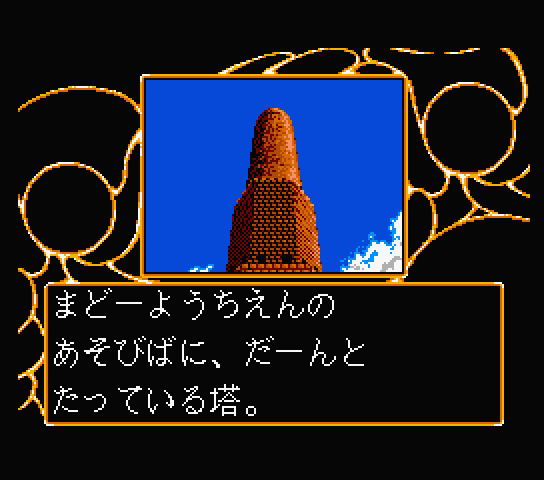 まどーようちえんの
あそびばに、だーんと
たっている塔。